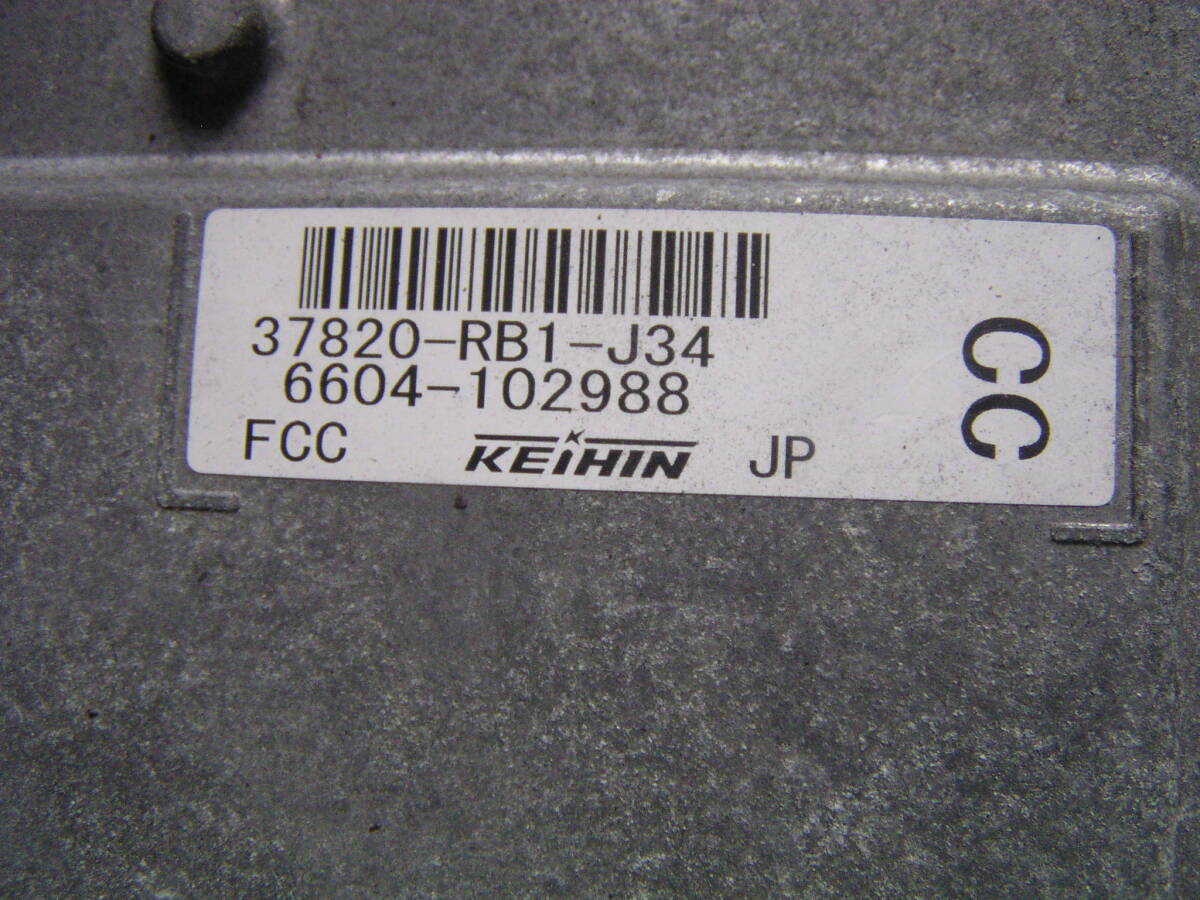 37820-RB1-J34
6604-102988
FCC KEIHIN JP
CC